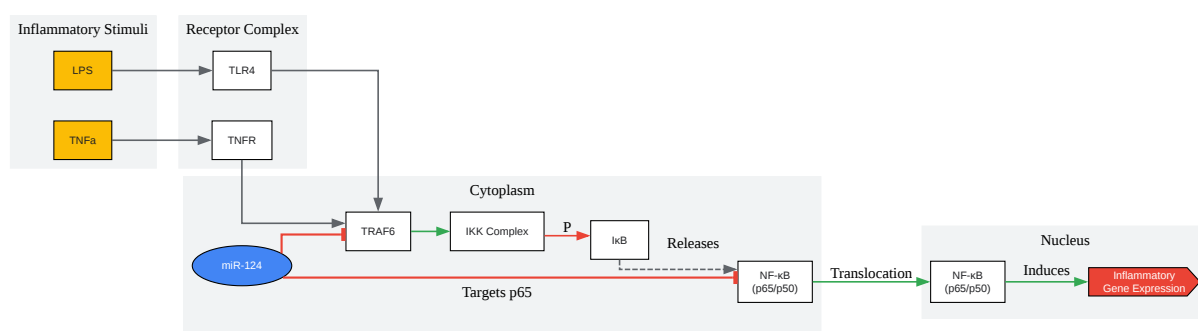 Inflammatory Stimuli
Receptor Complex
LPS
TLR4
TNFa
TNFR
Cytoplasm
TRAF6
IKK Complex
P
IκB
Releases
miR-124
Targets p65
NF-κB
(p65/p50)
Translocation
Nucleus
NF-κB
(p65/p50)
Induces
Inflammatory
Gene Expression